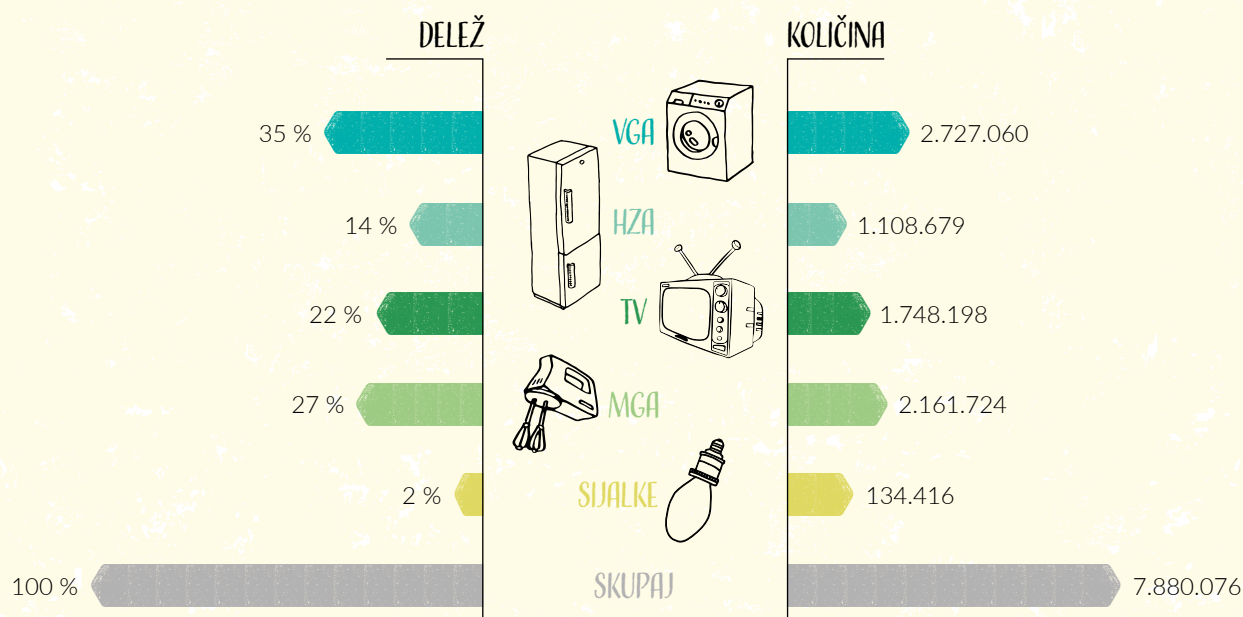 DELEŽ KOLIČINA
35 % VGA 2.727.060
14 % HZA 1.108.679
22 % TV 1.748.198
27 % MGA 2.161.724
2 % SIJALKE 134.416
100 % SKUPAJ 7.880.076